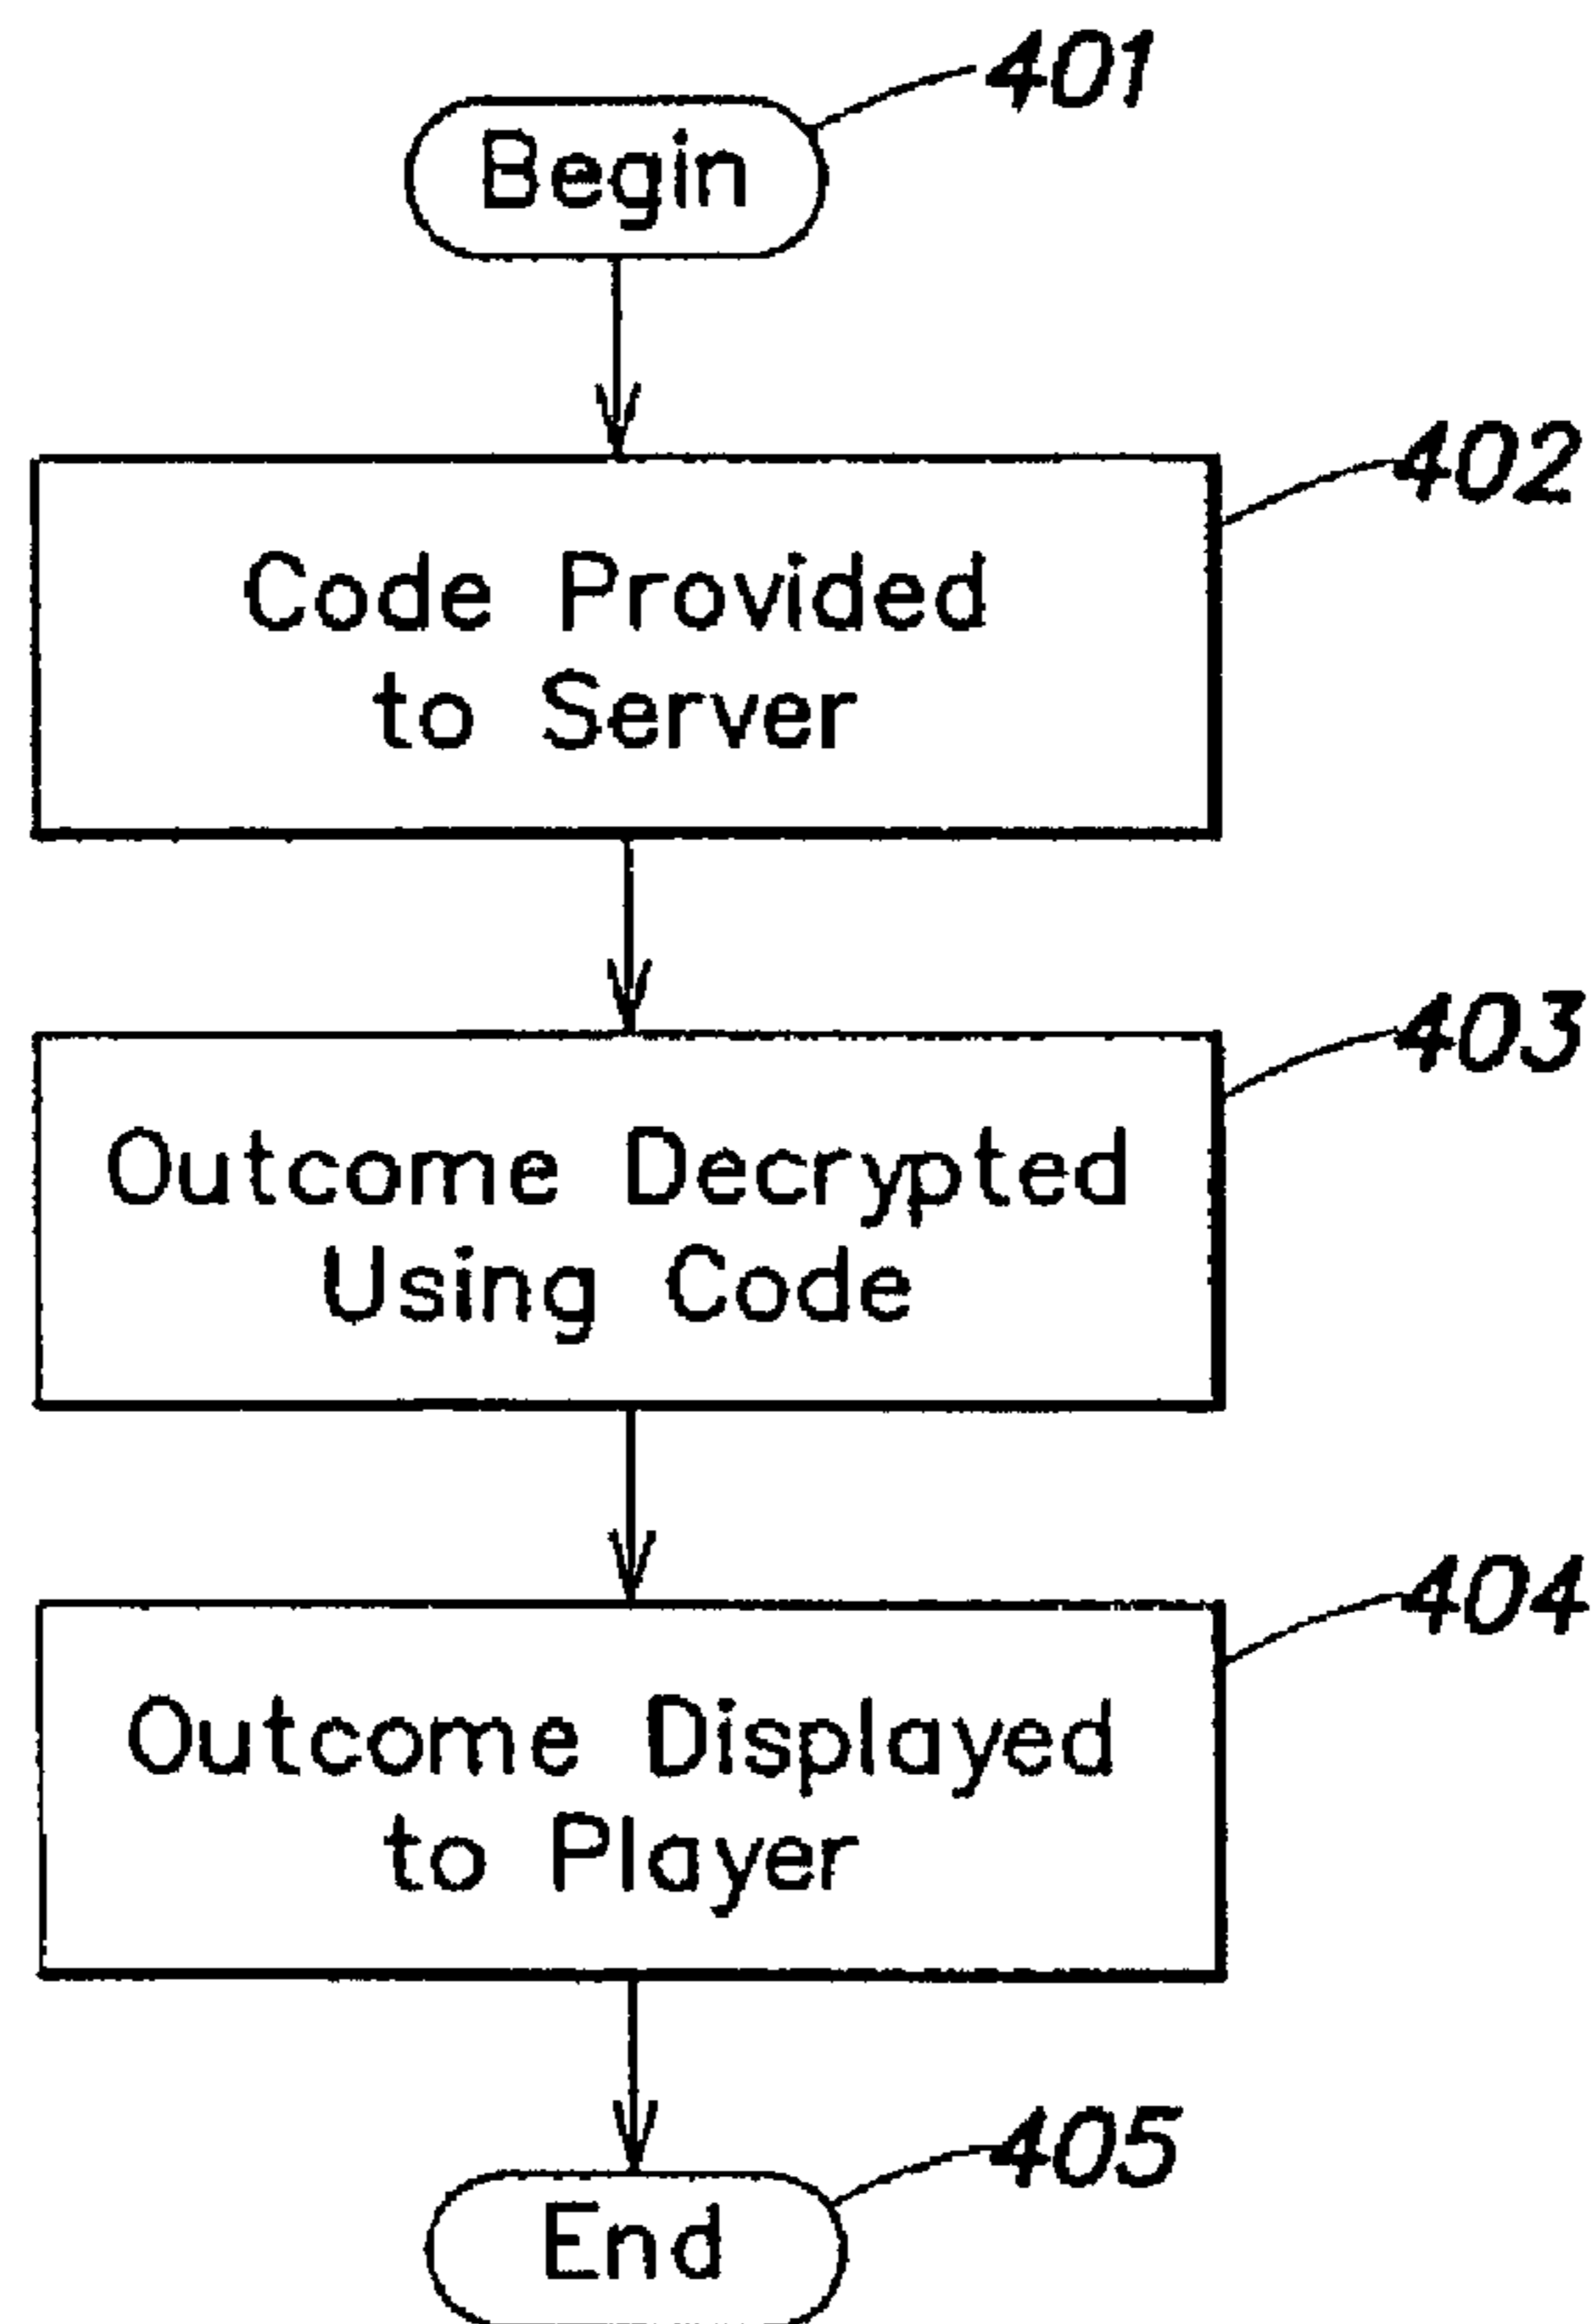 401
Begin
402
Code Provided
to Server
403
Outcome Decrypted
Using Code
404
Outcome Displayed
to Player
405
End